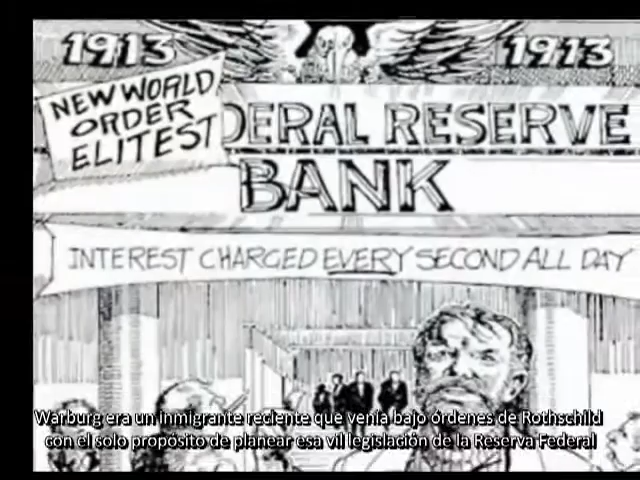 1913 1913
NEW WORLD
ORDER
ELITEST
DERAL RESERVE
BANK
INTEREST CHARGED EVERY SECOND ALL DAY
Warburg era un inmigrante reciente que venía bajo órdenes de Rothschild
con el solo propósito de planear esa vil legislación de la Reserva Federal